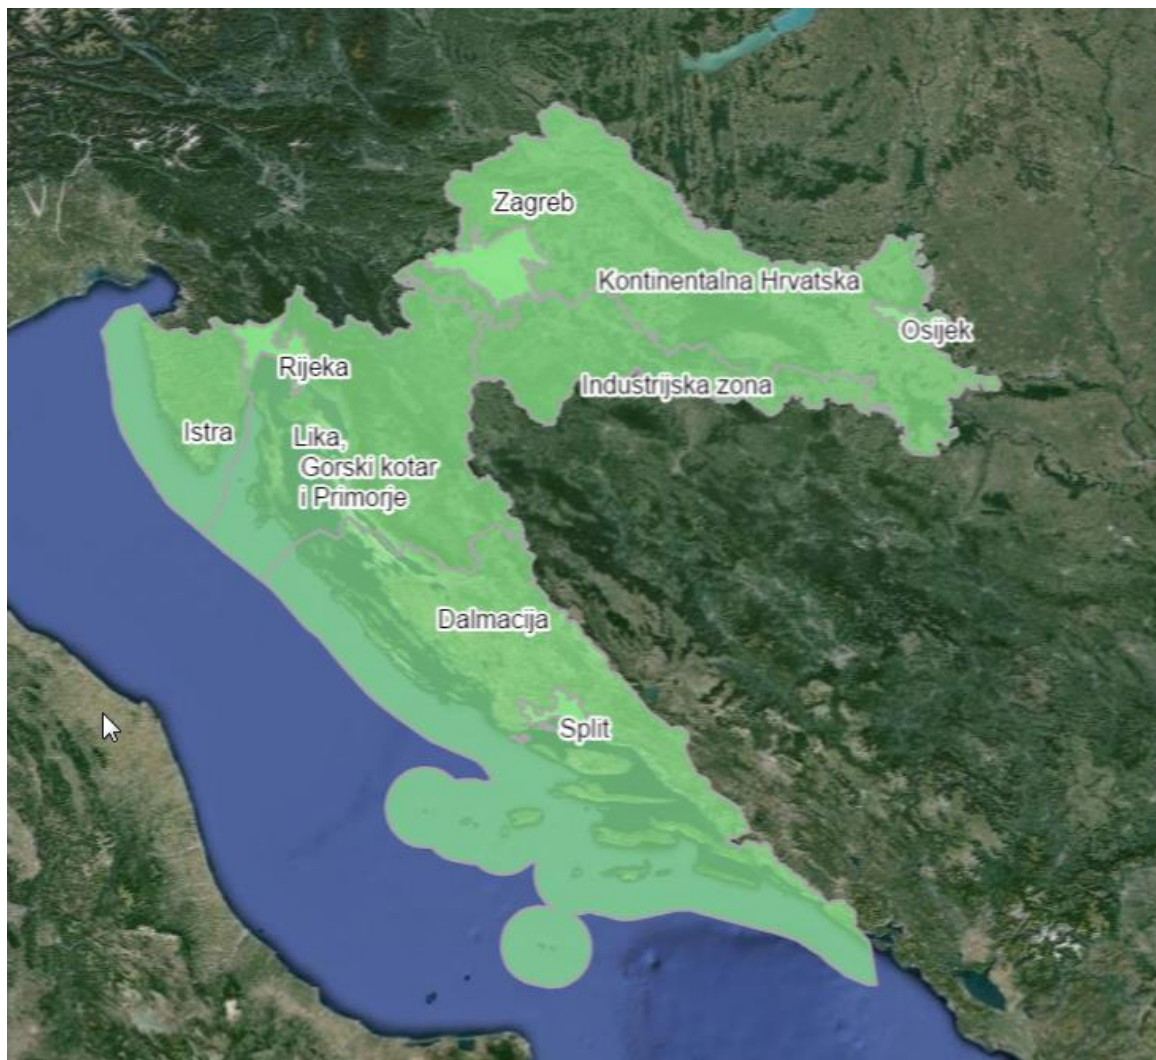 Zagreb
Kontinentalna Hrvatska
Osijek
Rijeka
Industrijska zona
Istra
Lika,
Gorski kotar
i Primorje
Dalmacija
Split